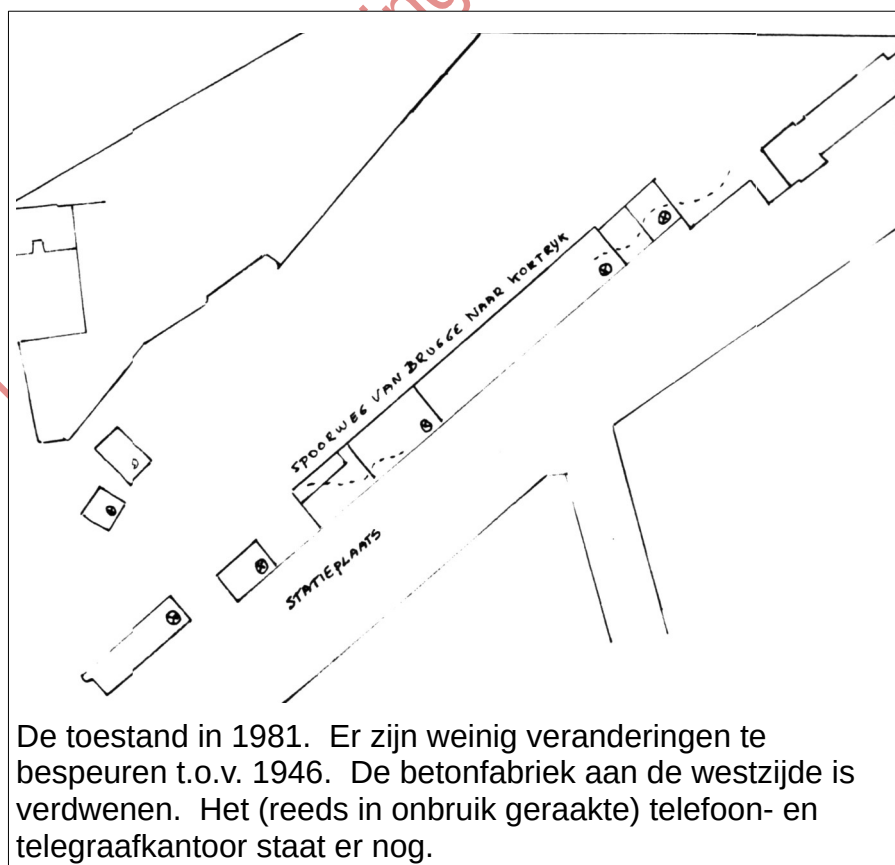 ing
SPOORWEG VAN BRUGGE NAAR KORTRYK
STATIEPLAATS
De toestand in 1981. Er zijn weinig veranderingen te
bespeuren t.o.v. 1946. De betonfabriek aan de westzijde is
verdwenen. Het (reeds in onbruik geraakte) telefoon- en
telegraafkantoor staat er nog.